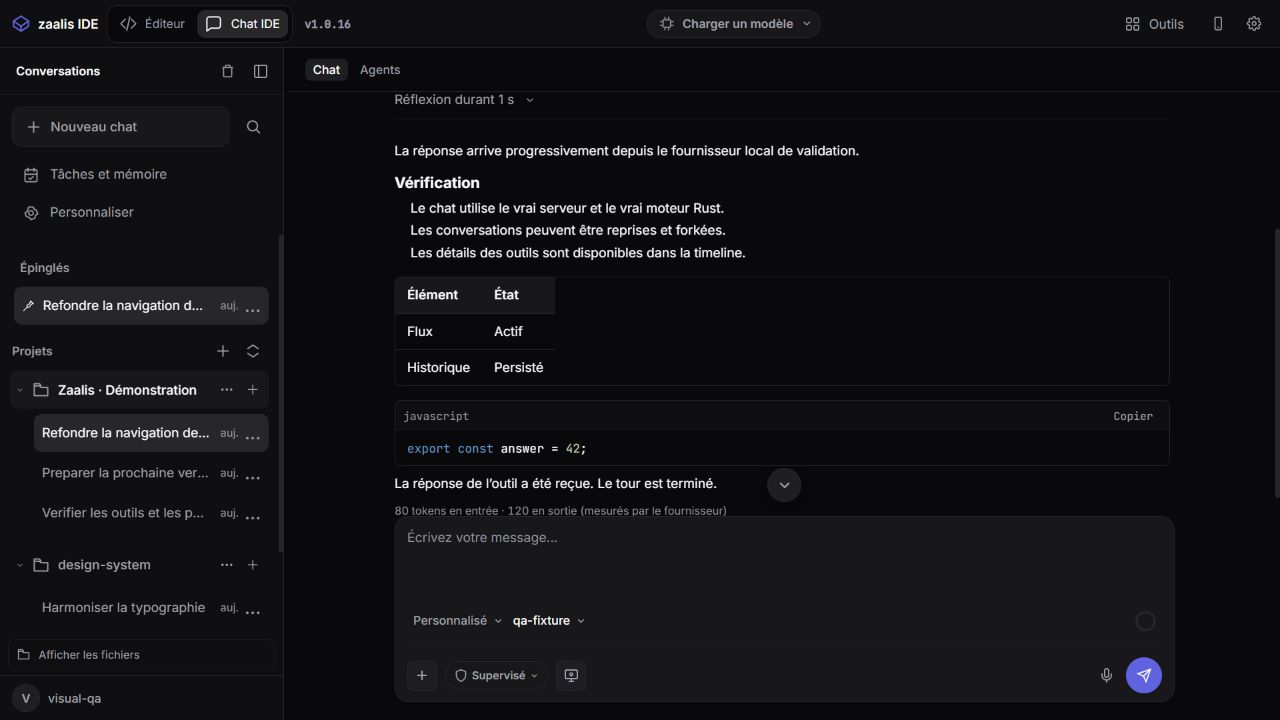 zaalis IDE
Éditeur
Chat IDE
v1.0.16
Charger un modèle
Outils
Conversations
Nouveau chat
Tâches et mémoire
Personnaliser
Épinglés
Refondre la navigation d... auj. ...
Projets
Zaalis · Démonstration ...
Refondre la navigation de... auj. ...
Preparer la prochaine ver... auj. ...
Verifier les outils et les p... auj. ...
design-system ...
Harmoniser la typographie auj. ...
Afficher les fichiers
V visual-qa
Chat Agents
Réflexion durant 1 s
La réponse arrive progressivement depuis le fournisseur local de validation.
Vérification
Le chat utilise le vrai serveur et le vrai moteur Rust.
Les conversations peuvent être reprises et forkées.
Les détails des outils sont disponibles dans la timeline.
Élément État
Flux Actif
Historique Persisté
javascript Copier
export const answer = 42;
La réponse de l'outil a été reçue. Le tour est terminé.
80 tokens en entrée · 120 en sortie (mesurés par le fournisseur)
Écrivez votre message...
Personnalisé qa-fixture
Supervisé